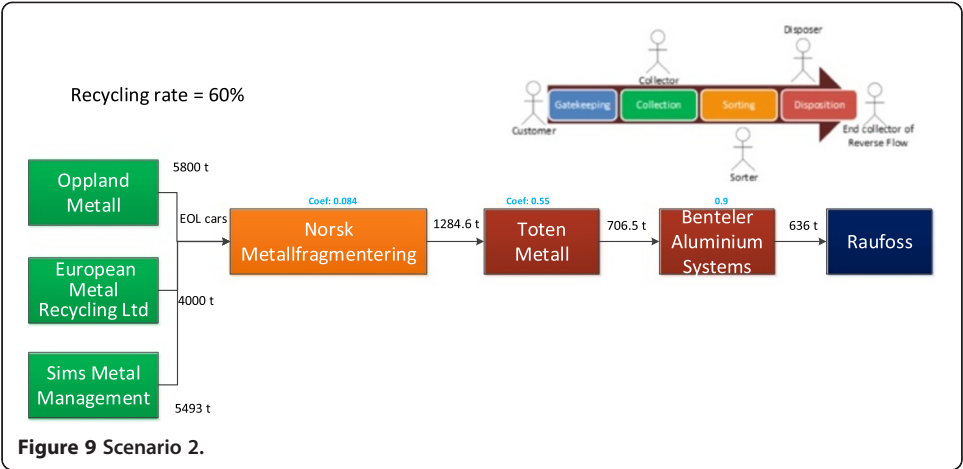 Disposer
Collector
Recycling rate = 60%
Gatekeeping
Collection
Sorting
Disposition
Customer
End collector of
Reverse Flow
Sorter
5800 t
Oppland
Metall
EOL cars
Coef: 0.084
Norsk
Metallfragmentering
1284.6 t
Coef: 0.55
Toten
Metall
706.5 t
0.9
Benteler
Aluminium
Systems
636 t
Raufoss
European
Metal
Recycling Ltd
4000 t
Sims Metal
Management
5493 t
Figure 9 Scenario 2.